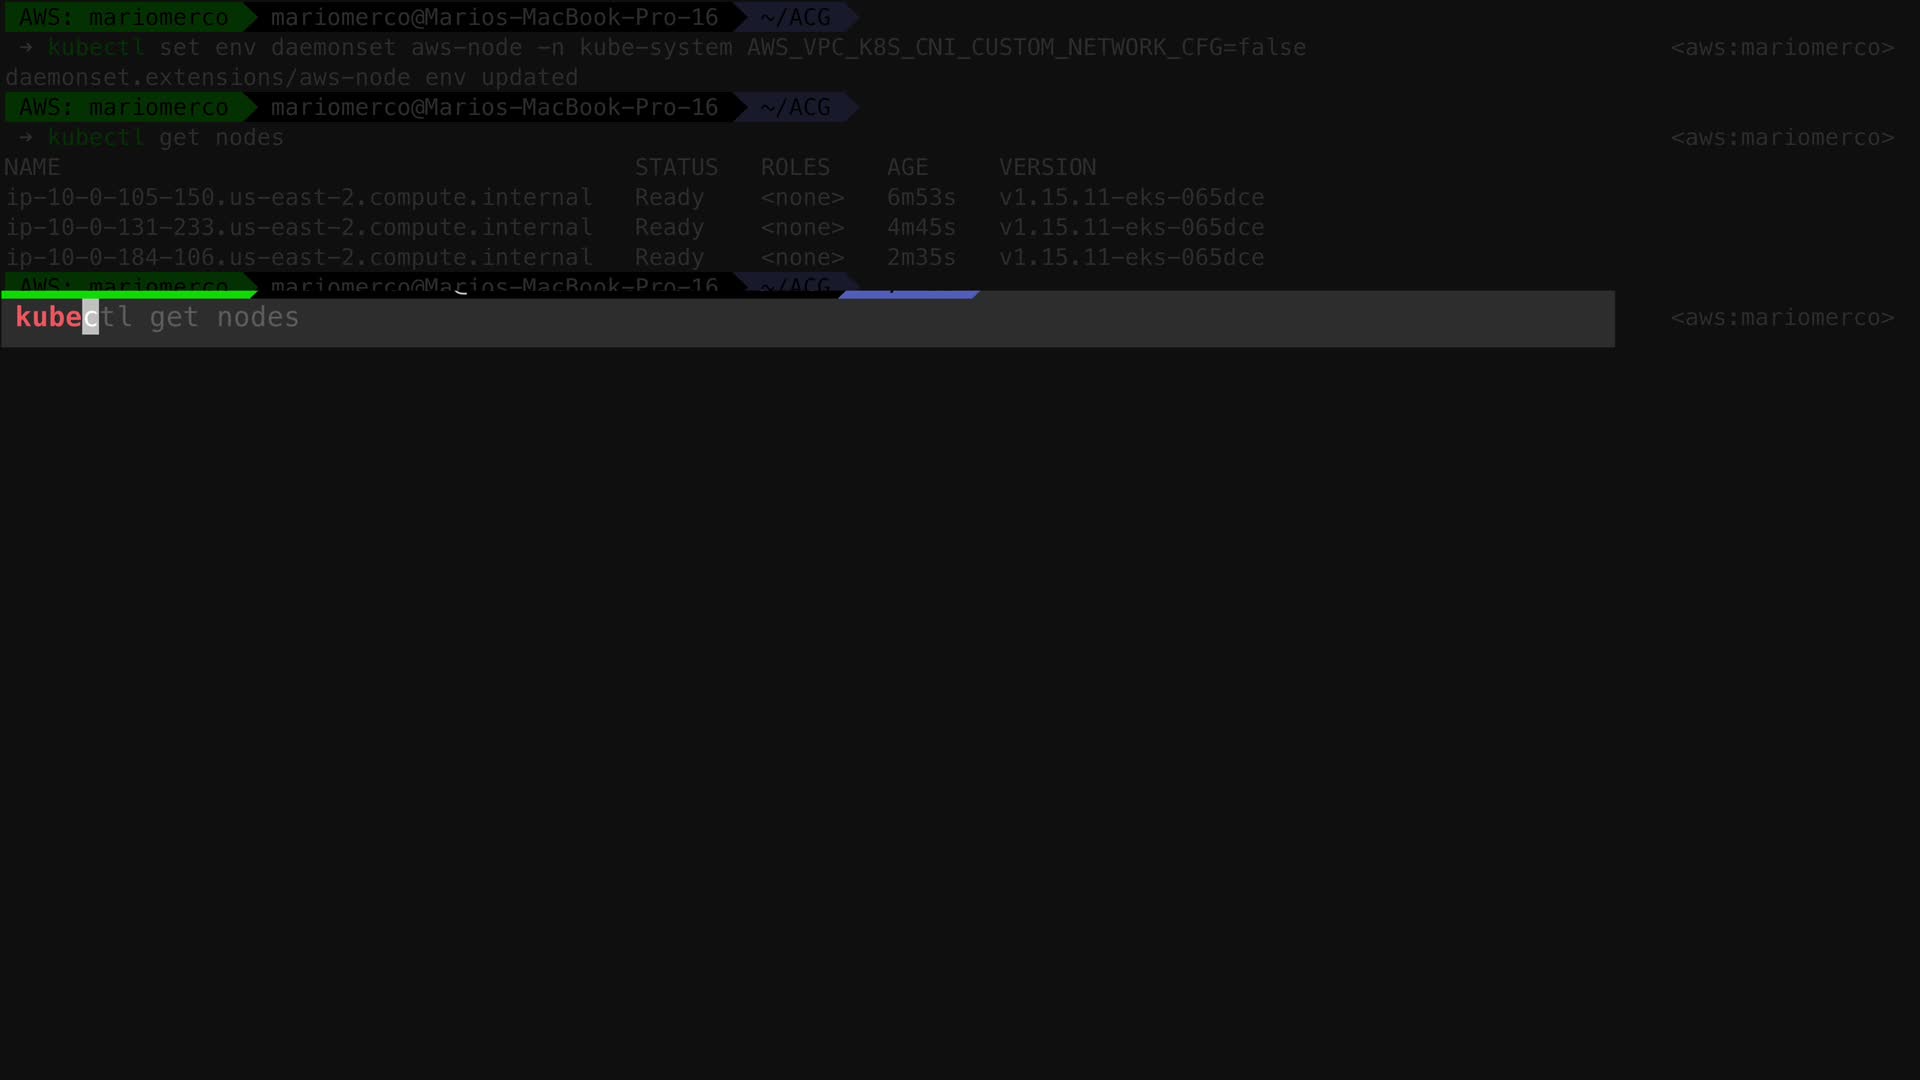 AWS: mariomerco mariomerco@Marios-MacBook-Pro-16 ~/ACG
→ kubectl set env daemonset aws-node -n kube-system AWS_VPC_K8S_CNI_CUSTOM_NETWORK_CFG=false <aws:mariomerco>
daemonset.extensions/aws-node env updated
AWS: mariomerco mariomerco@Marios-MacBook-Pro-16 ~/ACG
→ kubectl get nodes <aws:mariomerco>
NAME STATUS ROLES AGE VERSION
ip-10-0-105-150.us-east-2.compute.internal Ready <none> 6m53s v1.15.11-eks-065dce
ip-10-0-131-233.us-east-2.compute.internal Ready <none> 4m45s v1.15.11-eks-065dce
ip-10-0-184-106.us-east-2.compute.internal Ready <none> 2m35s v1.15.11-eks-065dce
AWS: mariomerco mariomerco@Marios-MacBook-Pro-16 ~/ACG
kubectl get nodes <aws:mariomerco>